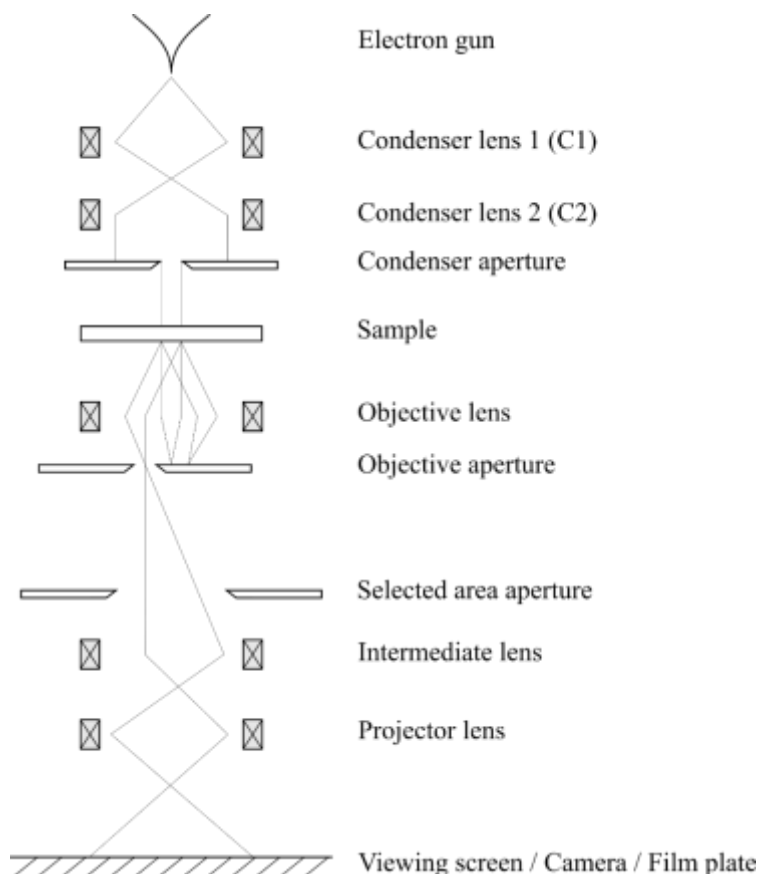 Electron gun
Condenser lens 1 (C1)
Condenser lens 2 (C2)
Condenser aperture
Sample
Objective lens
Objective aperture
Selected area aperture
Intermediate lens
Projector lens
Viewing screen / Camera / Film plate